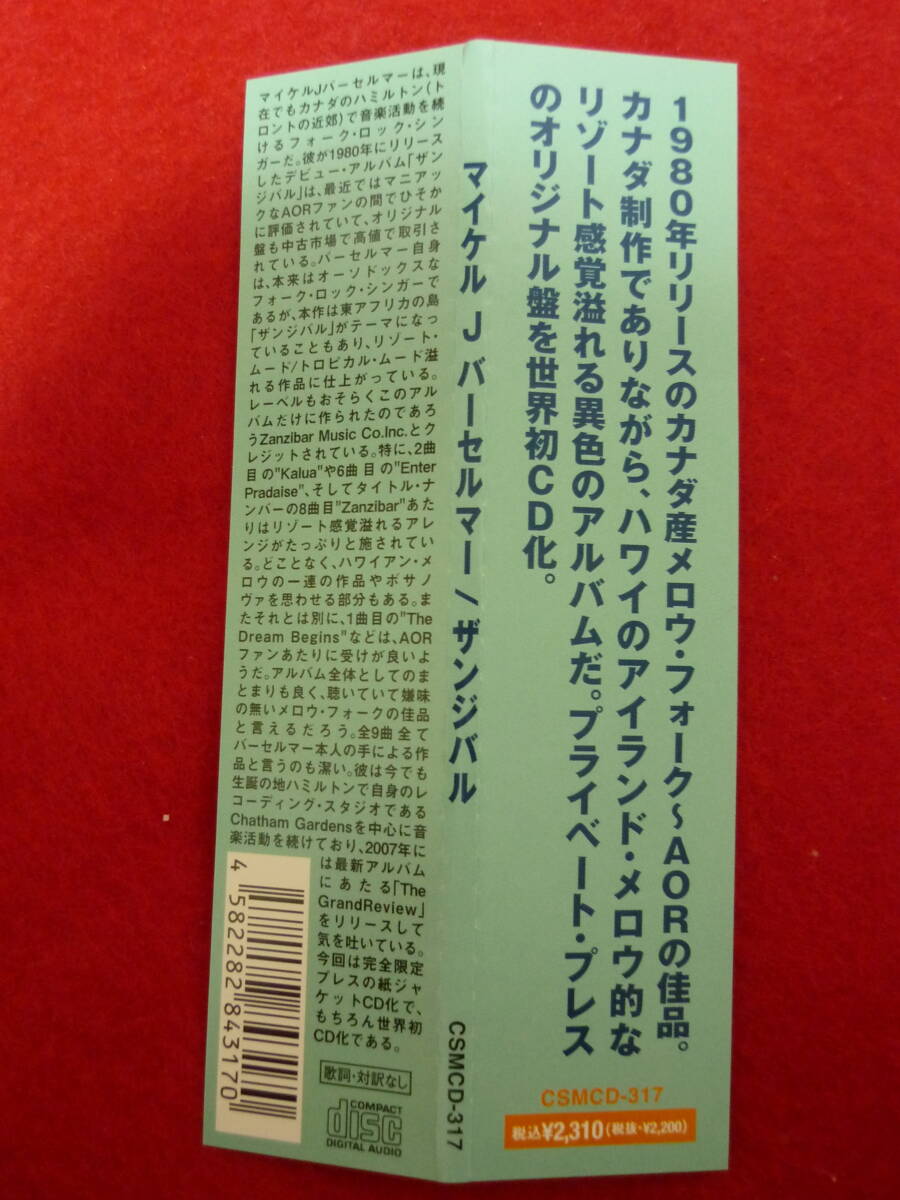 1980年リリースのカナダ産メロウ・フォーク～AORの佳品。
カナダ制作でありながら、ハワイのアイランド・メロウ的な
リゾート感覚溢れる異色のアルバムだ。プライベート・プレス
のオリジナル盤を世界初CD化。
CSMCD-317
税込¥2,310(税抜・¥2,200)
マイケル J バーセルマー / ザンジバル
CSMCD-317
マイケルJバーセルマーは、現
在でもカナダのハミルトン(ト
ロントの近郊)で音楽活動を続
けるフォーク・ロック・シン
ガーだ。彼が1980年にリリース
したデビュー・アルバム「ザン
ジバル」は、最近ではマニアッ
クなAORファンの間でひそか
に評価されていて、オリジナル
盤も中古市場で高値で取引さ
れている。バーセルマー自身
は、本来はオーソドックスな
フォーク・ロック・シンガーで
あるが、本作は東アフリカの島
「ザンジバル」がテーマになっ
ていることもあり、リゾート・
ムード/トロピカル・ムード溢
れる作品に仕上がっている。
レーベルもおそらくこのアル
バムだけに作られたのであろ
うZanzibar Music Co.Inc.とク
レジットされている。特に、2曲
目の"Kalua"や6曲目の"Enter
Pradaise"、そしてタイトル・ナ
ンバーの8曲目"Zanzibar"あた
りはリゾート感覚溢れるアレ
ンジがたっぷりと施されてい
る。どことなく、ハワイアン・メ
ロウの一連の作品やボサノ
ヴァを思わせる部分もある。ま
たそれとは別に、1曲目の"The
Dream Begins"などは、AOR
ファンあたりに受けが良いよ
うだ。アルバム全体としてのま
とまりも良く、聴いていて嫌味
の無いメロウ・フォークの佳品
と言えるだろう。全9曲全て
バーセルマー本人の手による作
品と言うのも潔い。彼は今でも
生誕の地ハミルトンで自身のレ
コーディング・スタジオである
Chatham Gardensを中心に音
楽活動を続けており、2007年に
は最新アルバム
にあたる「The
GrandReview」
をリリースして
気を吐いている。
今回は完全限定
プレスの紙ジャ
ケットCD化で、
もちろん世界初
CD化である。
4 582282 843170
歌詞・対訳なし
COMPACT
disc
DIGITAL AUDIO